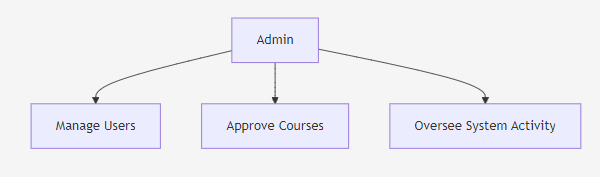 Admin
Manage Users
Approve Courses
Oversee System Activity